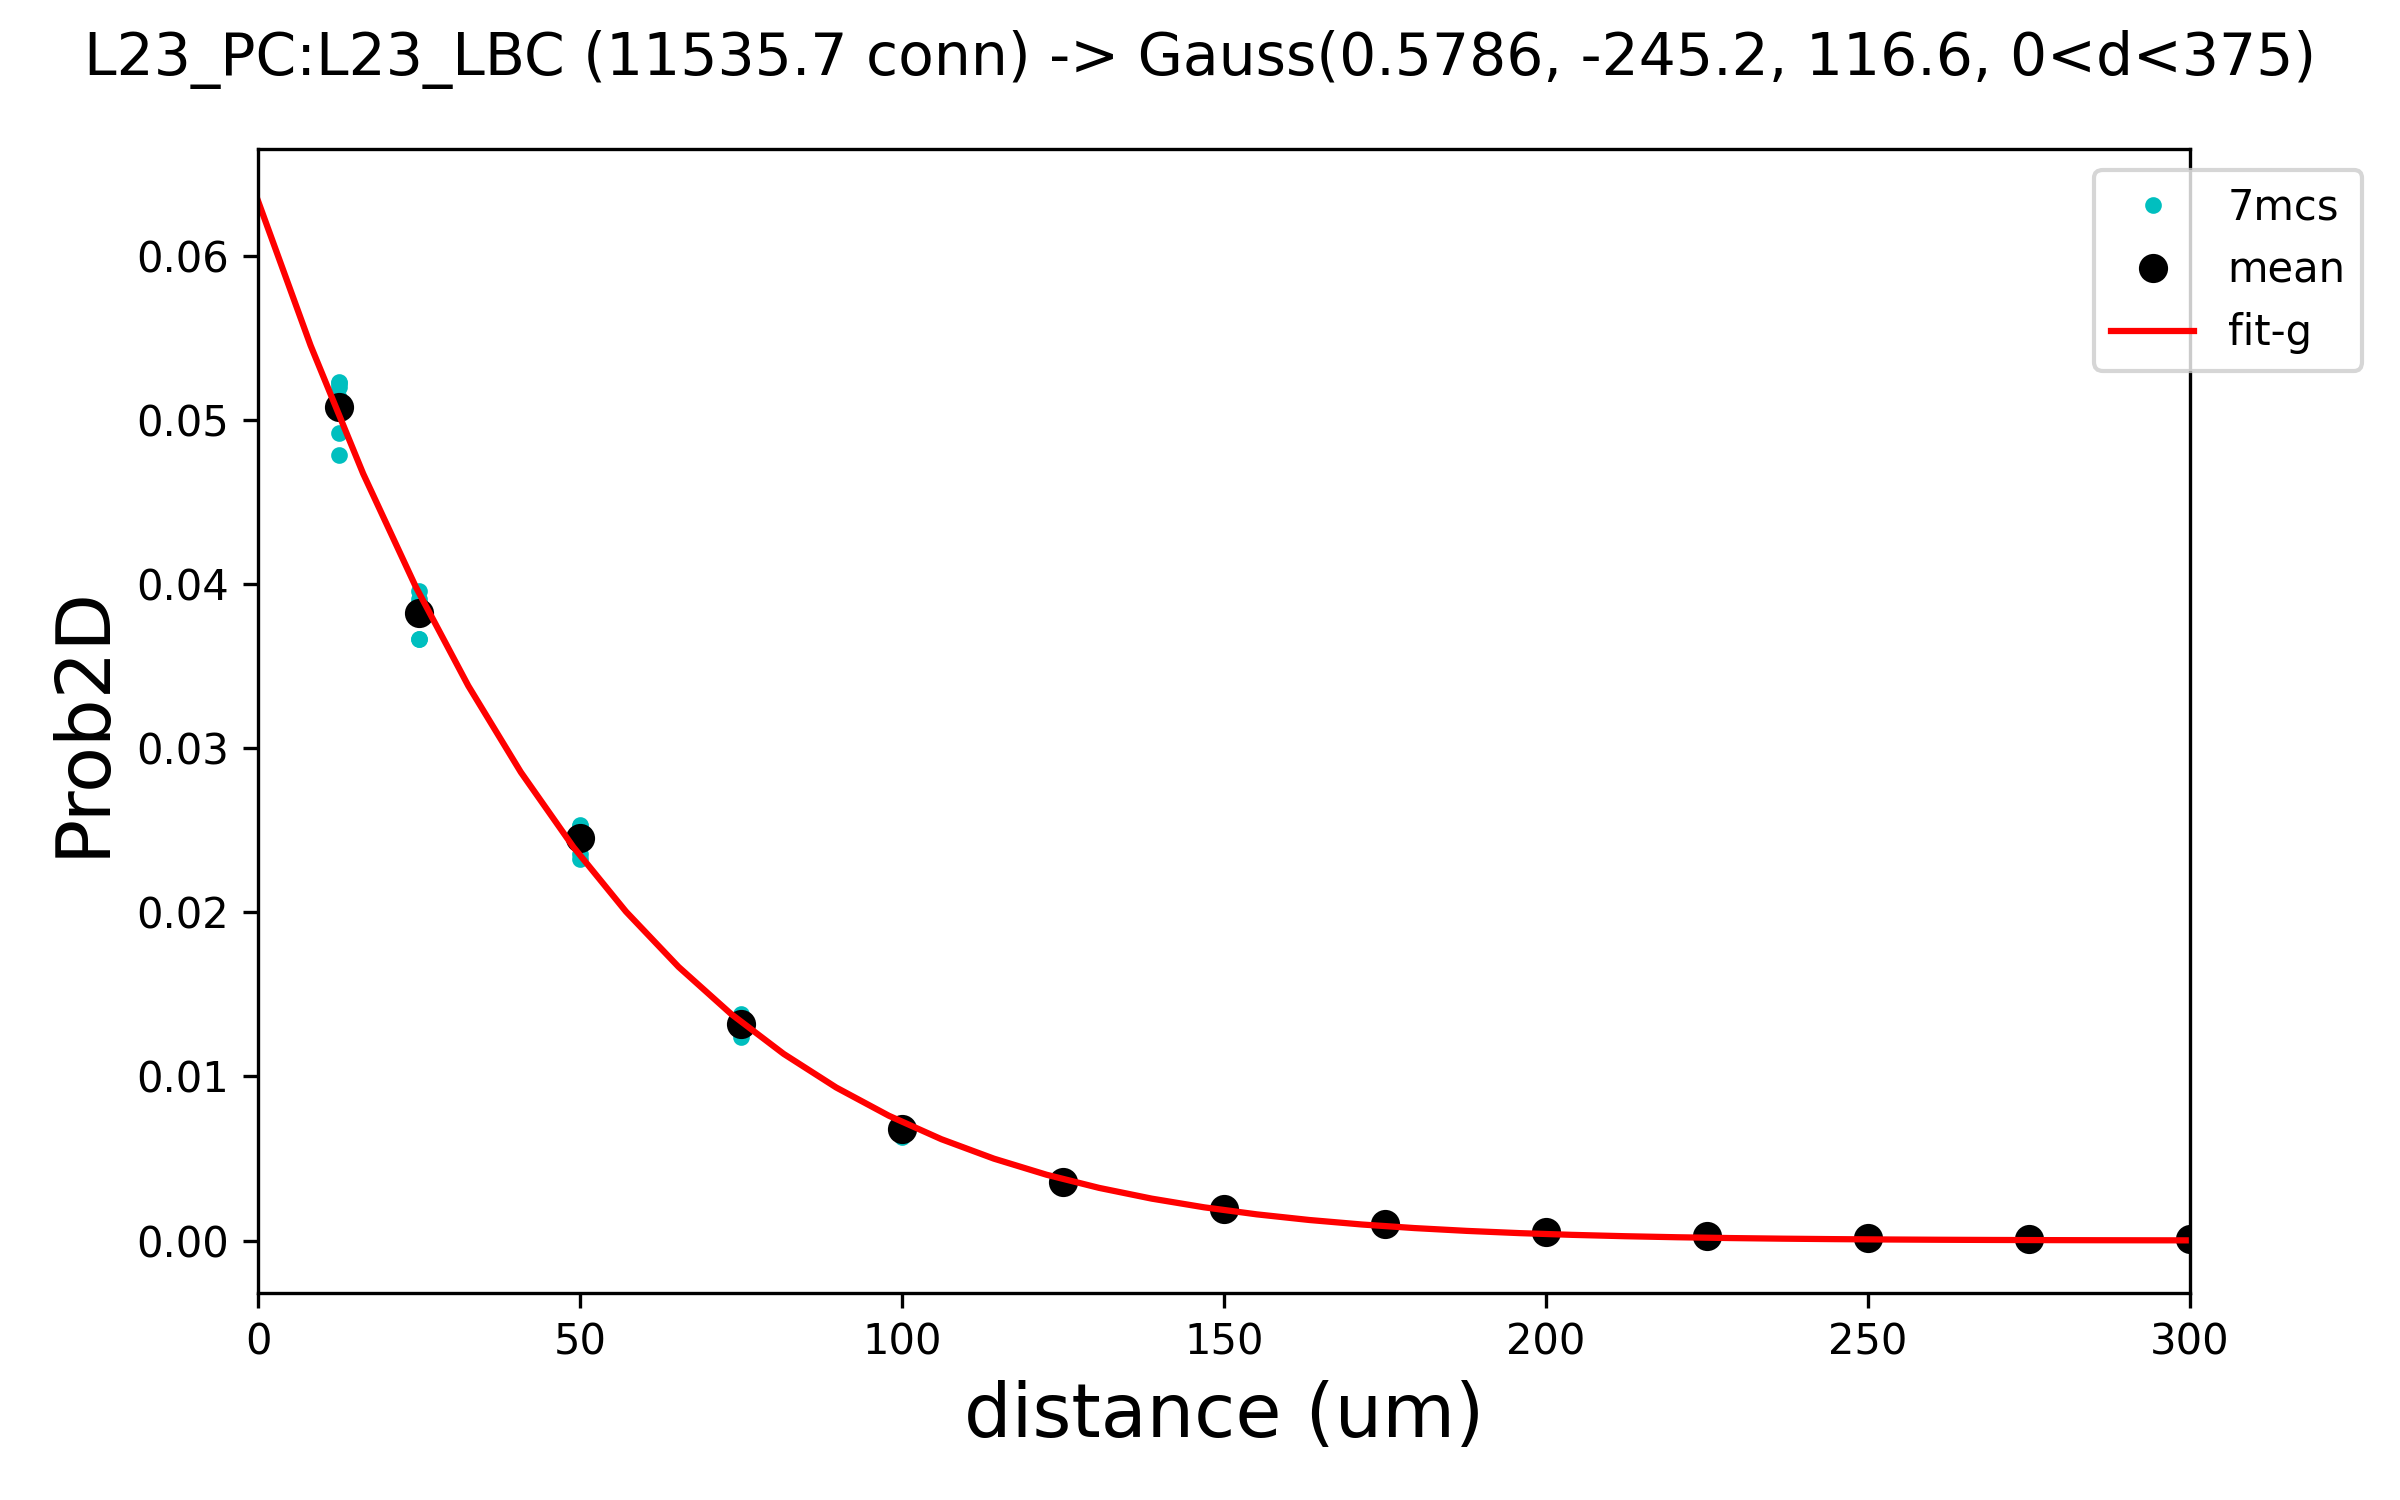 L23_PC:L23_LBC (11535.7 conn) -> Gauss(0.5786, -245.2, 116.6, 0<d<375)
7mcs
mean
fit-g
Prob2D
0.06
0.05
0.04
0.03
0.02
0.01
0.00
0 50 100 150 200 250 300
distance (um)